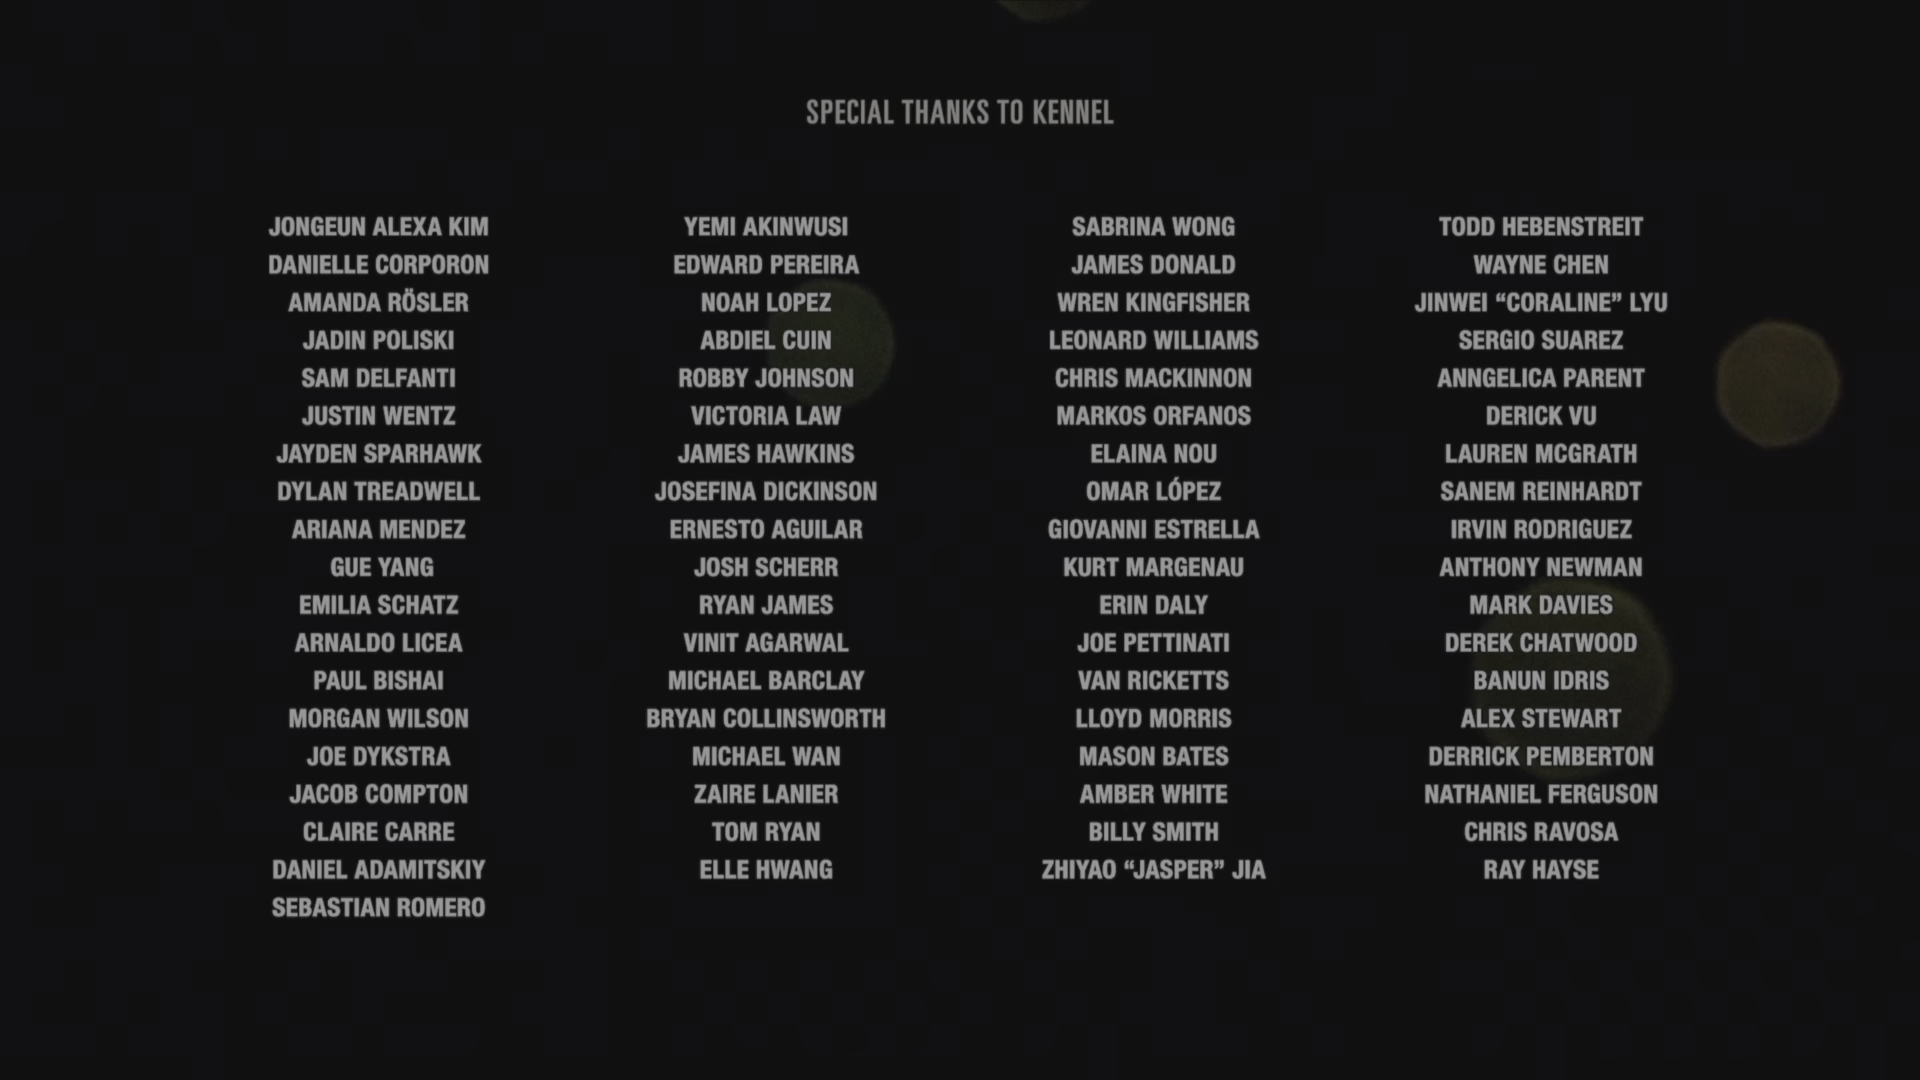 SPECIAL THANKS TO KENNEL
JONGEUN ALEXA KIM
DANIELLE CORPORON
AMANDA RÖSLER
JADIN POLISKI
SAM DELFANTI
JUSTIN WENTZ
JAYDEN SPARHAWK
DYLAN TREADWELL
ARIANA MENDEZ
GUE YANG
EMILIA SCHATZ
ARNALDO LICEA
PAUL BISHAI
MORGAN WILSON
JOE DYKSTRA
JACOB COMPTON
CLAIRE CARRE
DANIEL ADAMITSKIY
SEBASTIAN ROMERO
YEMI AKINWUSI
EDWARD PEREIRA
NOAH LOPEZ
ABDIEL CUIN
ROBBY JOHNSON
VICTORIA LAW
JAMES HAWKINS
JOSEFINA DICKINSON
ERNESTO AGUILAR
JOSH SCHERR
RYAN JAMES
VINIT AGARWAL
MICHAEL BARCLAY
BRYAN COLLINSWORTH
MICHAEL WAN
ZAIRE LANIER
TOM RYAN
ELLE HWANG
SABRINA WONG
JAMES DONALD
WREN KINGFISHER
LEONARD WILLIAMS
CHRIS MACKINNON
MARKOS ORFANOS
ELAINA NOU
OMAR LÓPEZ
GIOVANNI ESTRELLA
KURT MARGENAU
ERIN DALY
JOE PETTINATI
VAN RICKETTS
LLOYD MORRIS
MASON BATES
AMBER WHITE
BILLY SMITH
ZHIYAO “JASPER” JIA
TODD HEBENSTREIT
WAYNE CHEN
JINWEI “CORALINE” LYU
SERGIO SUAREZ
ANNGELICA PARENT
DERICK VU
LAUREN MCGRATH
SANEM REINHARDT
IRVIN RODRIGUEZ
ANTHONY NEWMAN
MARK DAVIES
DEREK CHATWOOD
BANUN IDRIS
ALEX STEWART
DERRICK PEMBERTON
NATHANIEL FERGUSON
CHRIS RAVOSA
RAY HAYSE